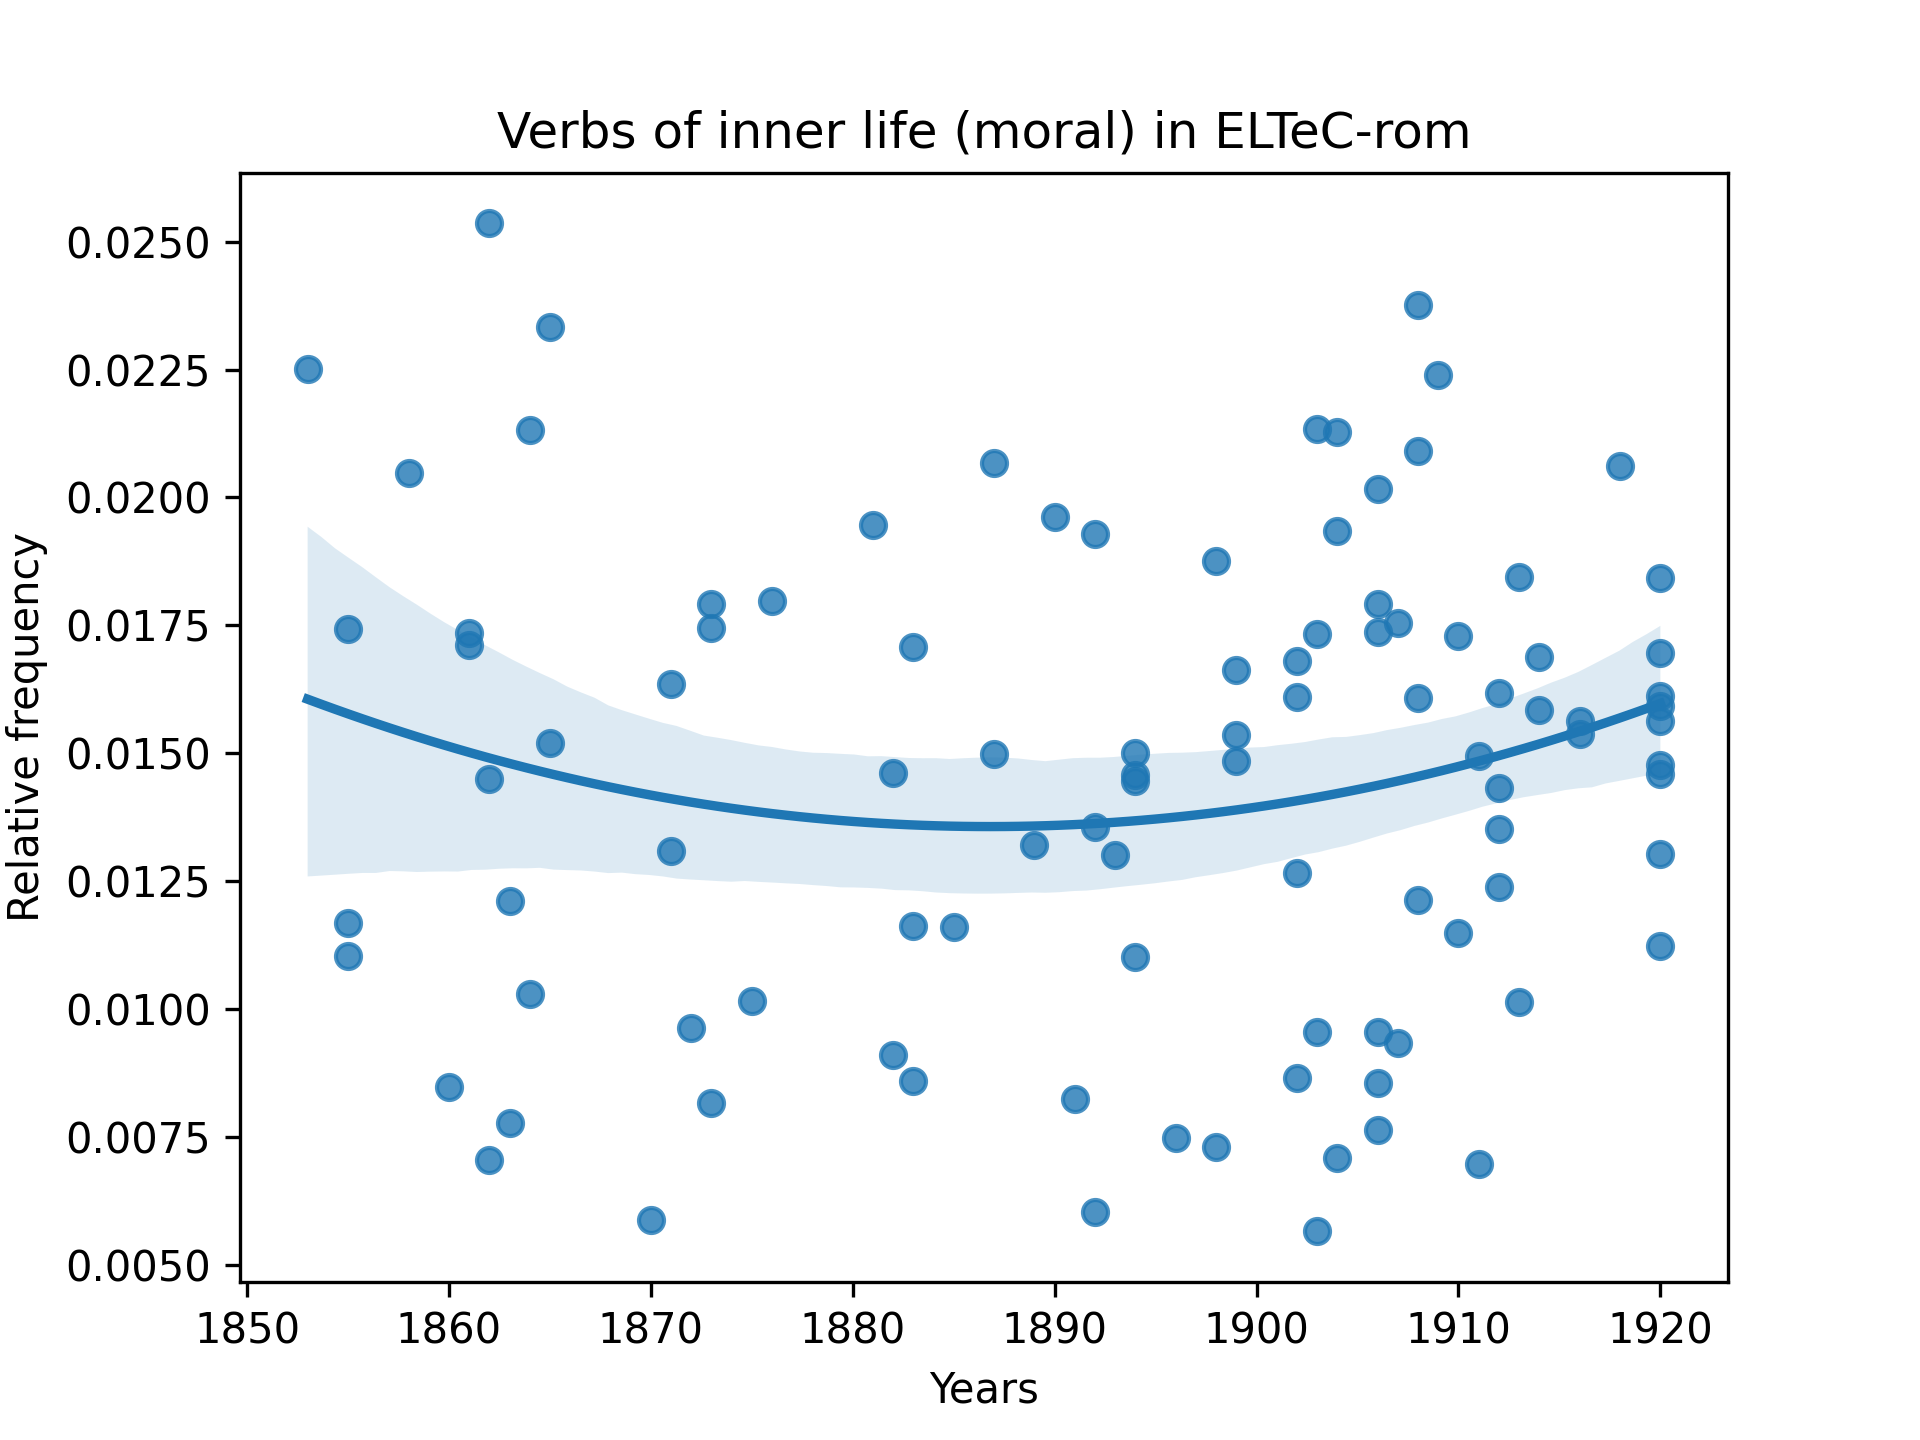 Verbs of inner life (moral) in ELTeC-rom
0.0250
0.0225
0.0200
0.0175
0.0150
0.0125
0.0100
0.0075
0.0050
Relative frequency
1850 1860 1870 1880 1890 1900 1910 1920
Years